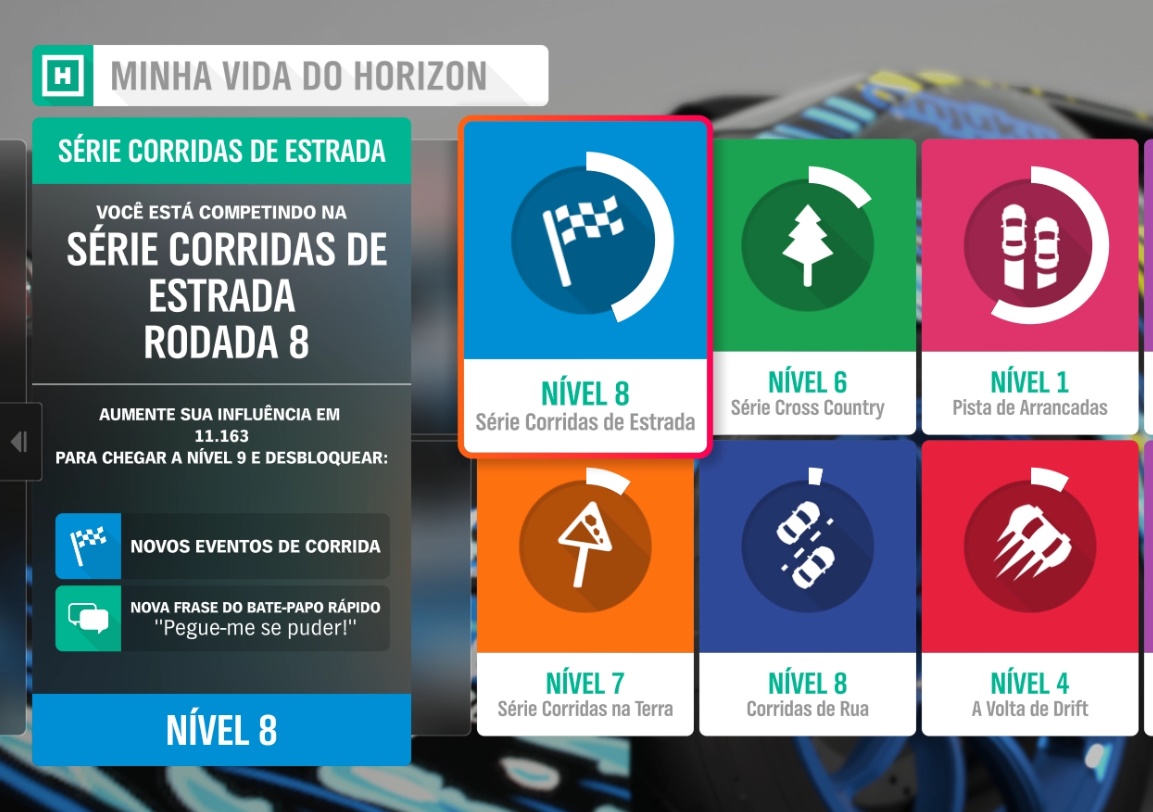 H
MINHA VIDA DO HORIZON
SÉRIE CORRIDAS DE ESTRADA
VOCÊ ESTÁ COMPETINDO NA
SÉRIE CORRIDAS DE
ESTRADA
RODADA 8
AUMENTE SUA INFLUÊNCIA EM
11.163
PARA CHEGAR A NÍVEL 9 E DESBLOQUEAR:
NOVOS EVENTOS DE CORRIDA
NOVA FRASE DO BATE-PAPO RÁPIDO
"Pegue-me se puder!"
NÍVEL 8
NÍVEL 8
Série Corridas de Estrada
NÍVEL 6
Série Cross Country
NÍVEL 1
Pista de Arrancadas
NÍVEL 7
Série Corridas na Terra
NÍVEL 8
Corridas de Rua
NÍVEL 4
A Volta de Drift